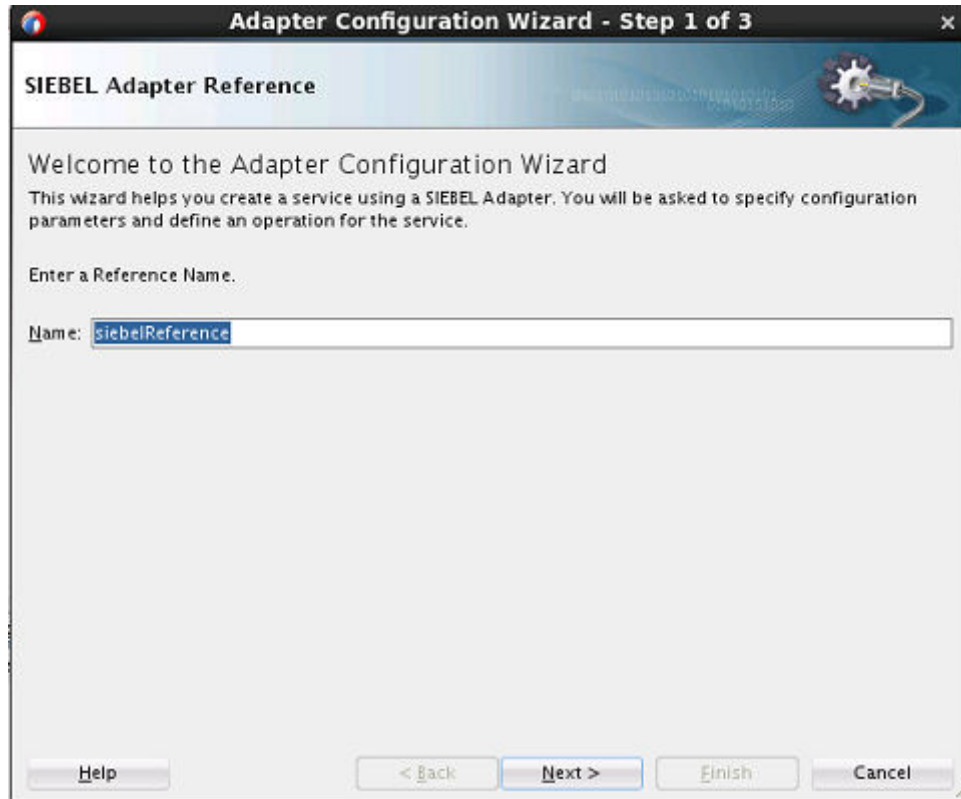 Adapter Configuration Wizard - Step 1 of 3
SIEBEL Adapter Reference
Welcome to the Adapter Configuration Wizard
This wizard helps you create a service using a SIEBEL Adapter. You will be asked to specify configuration
parameters and define an operation for the service.
Enter a Reference Name.
Name: siebelReference
Help < Back Next > Finish Cancel